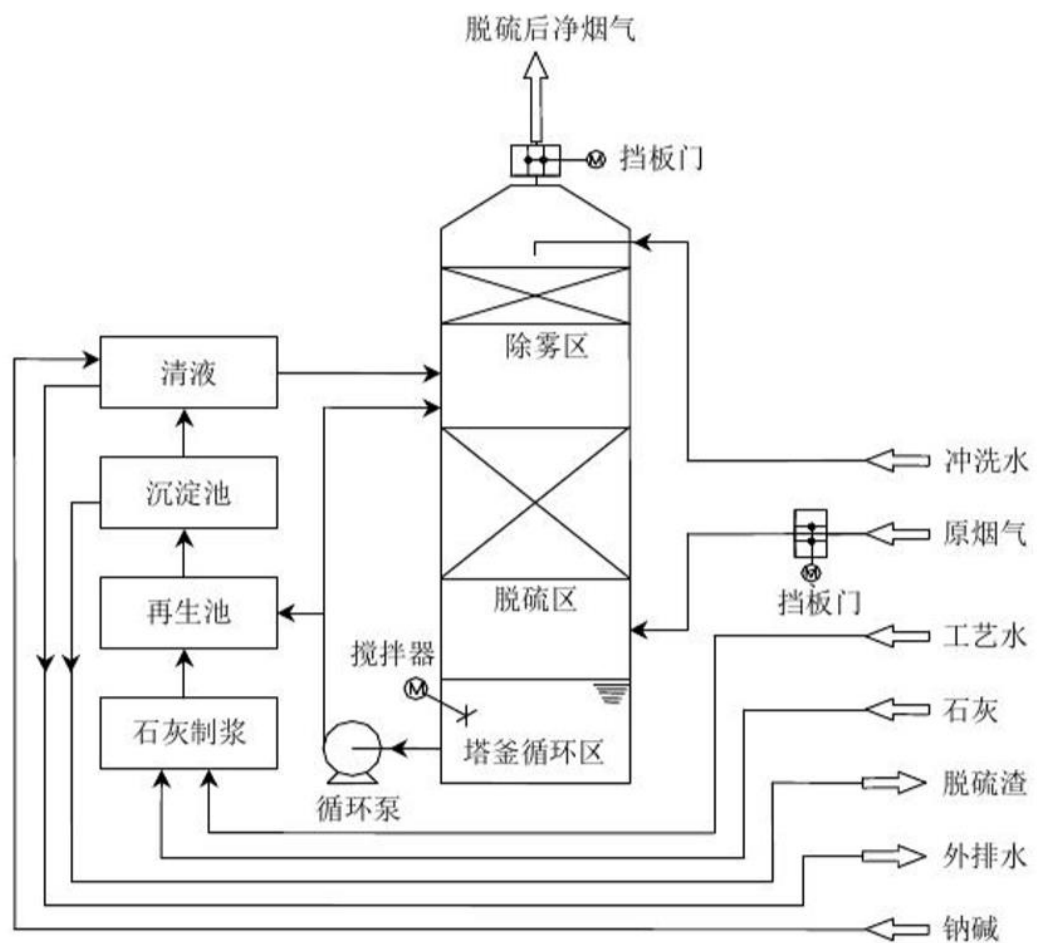 脱硫后净烟气
M
挡板门
除雾区
清液
冲洗水
沉淀池
原烟气
M
挡板门
脱硫区
再生池
工艺水
搅拌器
M
石灰
石灰制浆
塔釜循环区
脱硫渣
循环泵
外排水
钠碱